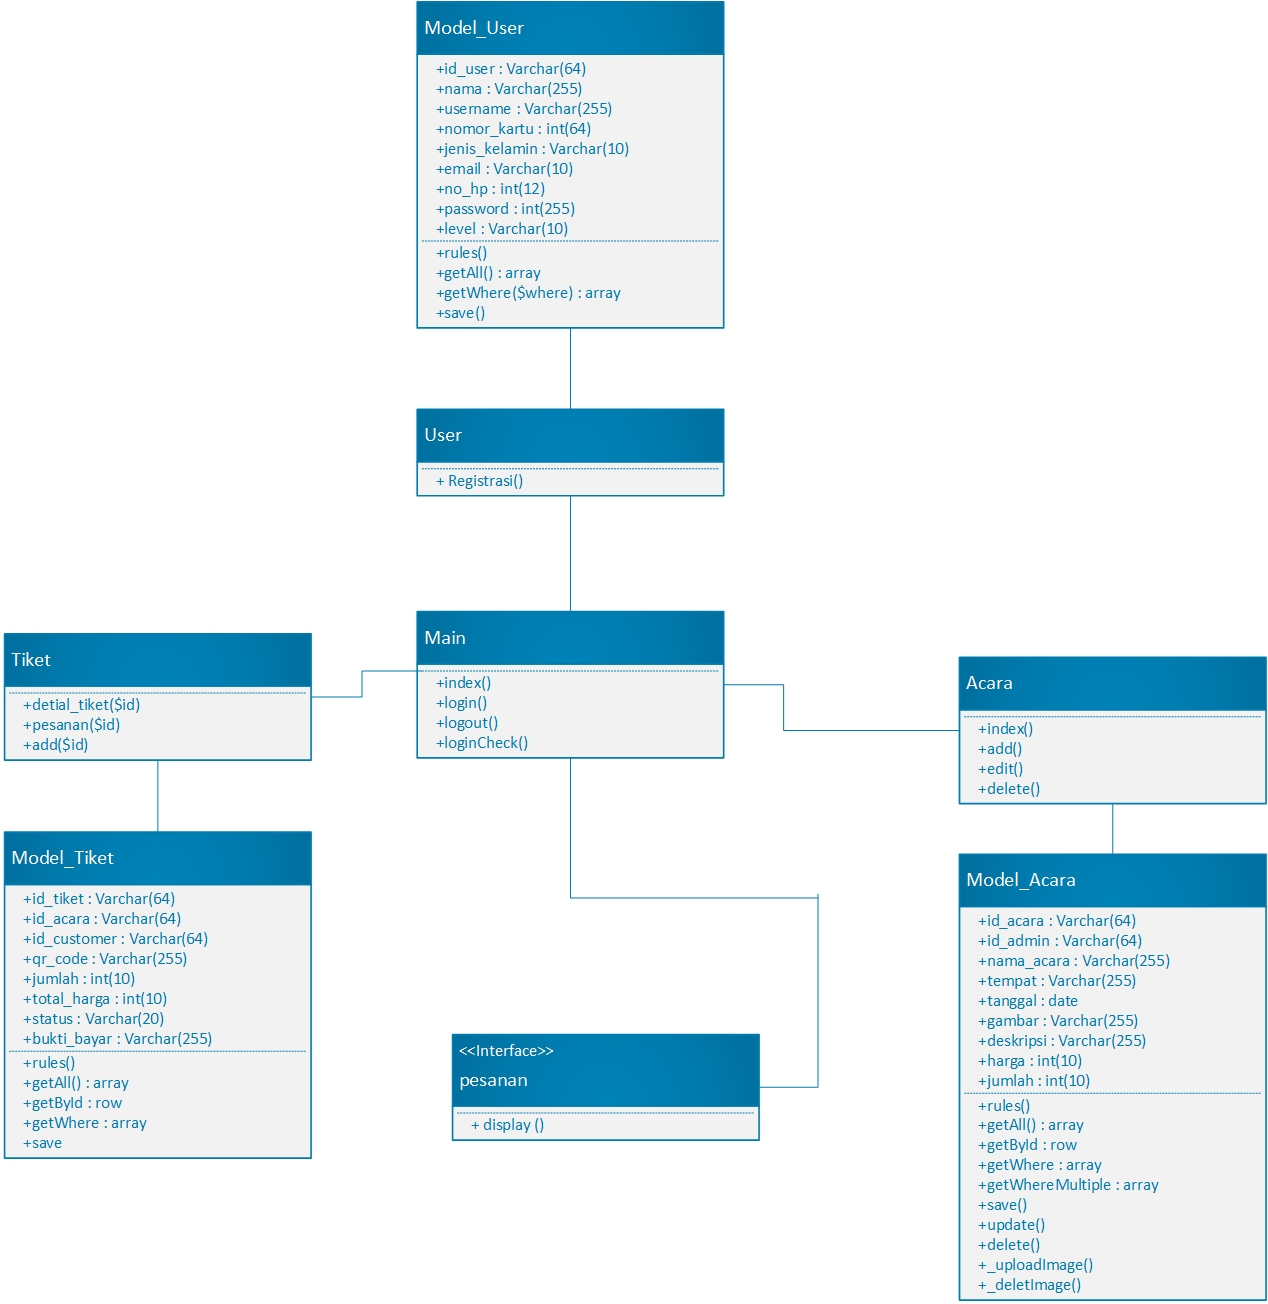 Model_User
+id_user : Varchar(64)
+nama : Varchar(255)
+username : Varchar(255)
+nomor_kartu : int(64)
+jenis_kelamin : Varchar(10)
+email : Varchar(10)
+no_hp : int(12)
+password : int(255)
+level : Varchar(10)
+rules()
+getAll() : array
+getWhere($where) : array
+save()
User
+ Registrasi()
Main
+index()
+login()
+logout()
+loginCheck()
Tiket
+detial_tiket($id)
+pesanan($id)
+add($id)
Acara
+index()
+add()
+edit()
+delete()
Model_Tiket
+id_tiket : Varchar(64)
+id_acara : Varchar(64)
+id_customer : Varchar(64)
+qr_code : Varchar(255)
+jumlah : int(10)
+total_harga : int(10)
+status : Varchar(20)
+bukti_bayar : Varchar(255)
+rules()
+getAll() : array
+getById : row
+getWhere : array
+save
<<Interface>>
pesanan
+ display ()
Model_Acara
+id_acara : Varchar(64)
+id_admin : Varchar(64)
+nama_acara : Varchar(255)
+tempat : Varchar(255)
+tanggal : date
+gambar : Varchar(255)
+deskripsi : Varchar(255)
+harga : int(10)
+jumlah : int(10)
+rules()
+getAll() : array
+getById : row
+getWhere : array
+getWhereMultiple : array
+save()
+update()
+delete()
+_uploadImage()
+_deletImage()